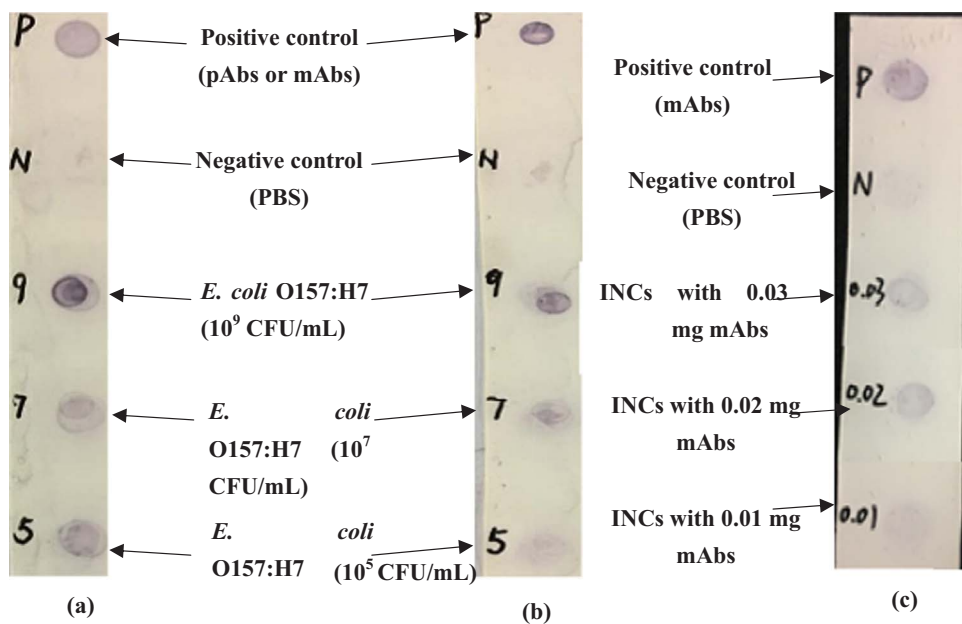 P
N
9
7
5
(a)
Positive control
(pAbs or mAbs)
Negative control
(PBS)
E. coli O157:H7
(10⁹ CFU/mL)
E. coli
O157:H7 (10⁷
CFU/mL)
E. coli
O157:H7 (10⁵ CFU/mL)
P
N
9
7
5
(b)
Positive control
(mAbs)
Negative control
(PBS)
INCs with 0.03
mg mAbs
INCs with 0.02 mg
mAbs
INCs with 0.01 mg
mAbs
P
N
0.03
0.02
0.01
(c)